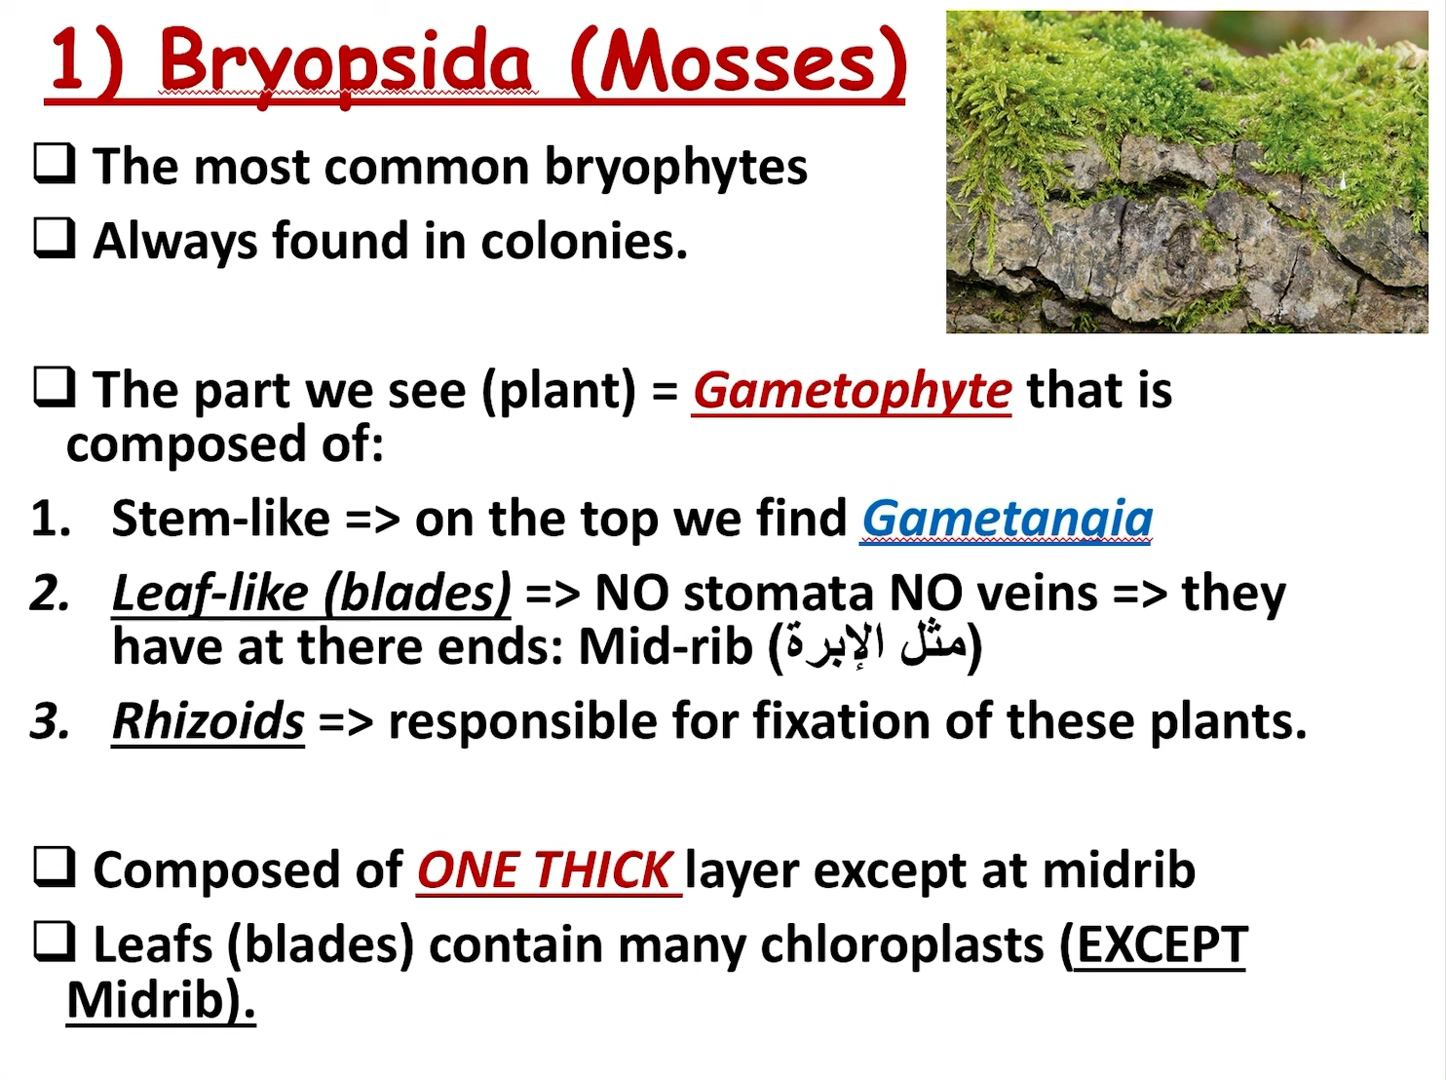 1) Bryopsida (Mosses)
❑ The most common bryophytes
❑ Always found in colonies.
❑ The part we see (plant) = Gametophyte that is
composed of:
1. Stem-like => on the top we find Gametangia
2. Leaf-like (blades) => NO stomata NO veins => they
have at there ends: Mid-rib (مثل الإبرة)
3. Rhizoids => responsible for fixation of these plants.
❑ Composed of ONE THICK layer except at midrib
❑ Leafs (blades) contain many chloroplasts (EXCEPT
Midrib).